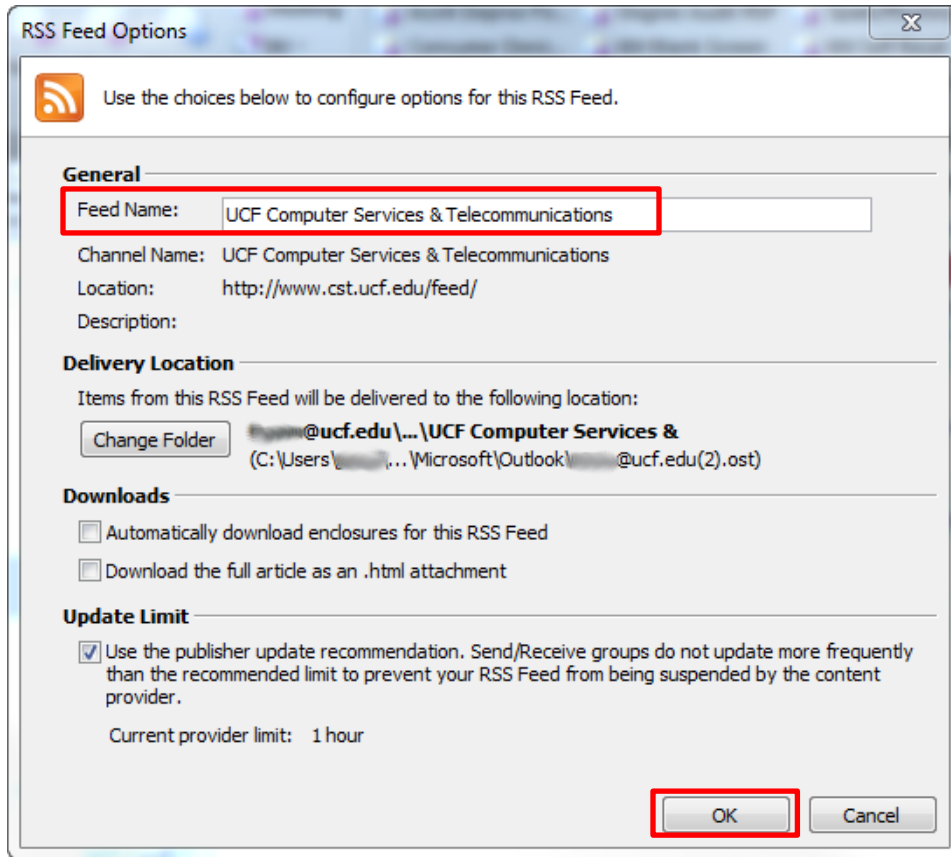 RSS Feed Options
Use the choices below to configure options for this RSS Feed.
General
Feed Name: UCF Computer Services & Telecommunications
Channel Name: UCF Computer Services & Telecommunications
Location: http://www.cst.ucf.edu/feed/
Description:
Delivery Location
Items from this RSS Feed will be delivered to the following location:
Change Folder @ucf.edu\...\UCF Computer Services &
(C:\Users\ \...\Microsoft\Outlook\ @ucf.edu(2).ost)
Downloads
Automatically download enclosures for this RSS Feed
Download the full article as an .html attachment
Update Limit
Use the publisher update recommendation. Send/Receive groups do not update more frequently
than the recommended limit to prevent your RSS Feed from being suspended by the content
provider.
Current provider limit: 1 hour
OK Cancel